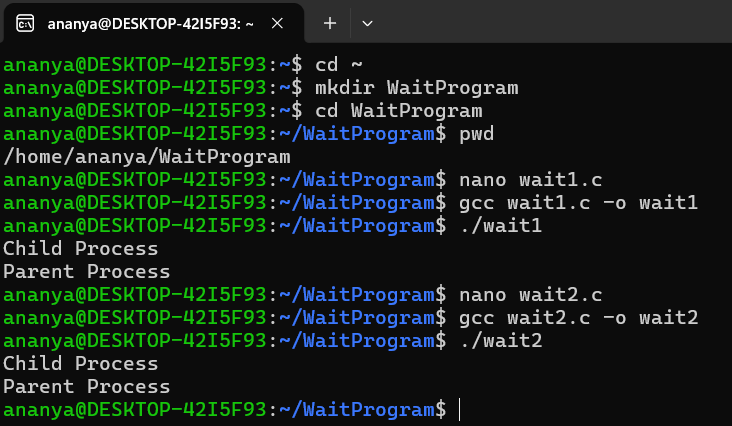 ananya@DESKTOP-42I5F93: ~
ananya@DESKTOP-42I5F93:~$ cd ~
ananya@DESKTOP-42I5F93:~$ mkdir WaitProgram
ananya@DESKTOP-42I5F93:~$ cd WaitProgram
ananya@DESKTOP-42I5F93:~/WaitProgram$ pwd
/home/ananya/WaitProgram
ananya@DESKTOP-42I5F93:~/WaitProgram$ nano wait1.c
ananya@DESKTOP-42I5F93:~/WaitProgram$ gcc wait1.c -o wait1
ananya@DESKTOP-42I5F93:~/WaitProgram$ ./wait1
Child Process
Parent Process
ananya@DESKTOP-42I5F93:~/WaitProgram$ nano wait2.c
ananya@DESKTOP-42I5F93:~/WaitProgram$ gcc wait2.c -o wait2
ananya@DESKTOP-42I5F93:~/WaitProgram$ ./wait2
Child Process
Parent Process
ananya@DESKTOP-42I5F93:~/WaitProgram$